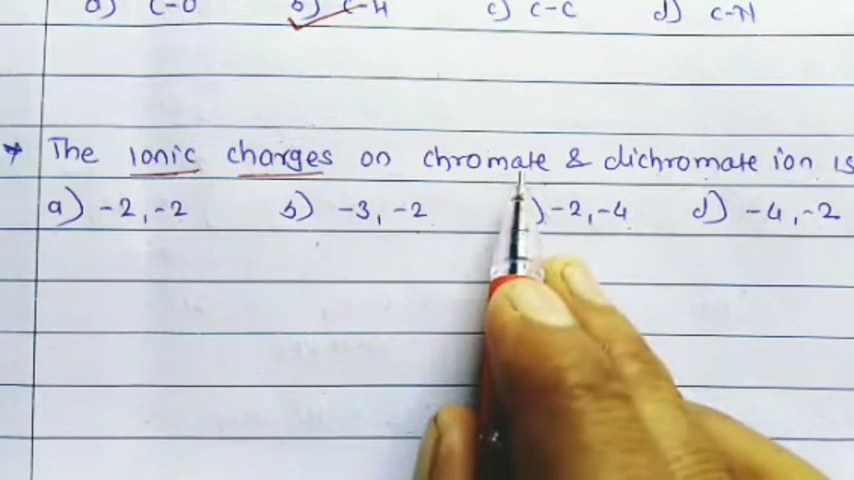 a) C-O b) C-H c) C-C d) C-N
* The Ionic charges on chromate & dichromate ion is
a) -2, -2 b) -3, -2 ) -2, -4 d) -4, -2